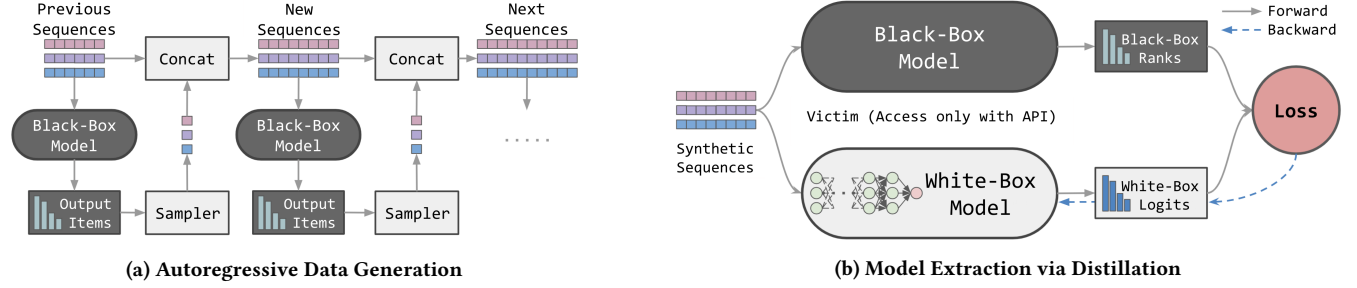 Previous
Sequences
New
Sequences
Next
Sequences
Concat
Concat
Black-Box
Model
Black-Box
Model
.....
Output
Items
Sampler
Output
Items
Sampler
(a) Autoregressive Data Generation
Forward
Backward
Black-Box
Model
Black-Box
Ranks
Victim (Access only with API)
Loss
Synthetic
Sequences
White-Box
Model
White-Box
Logits
(b) Model Extraction via Distillation